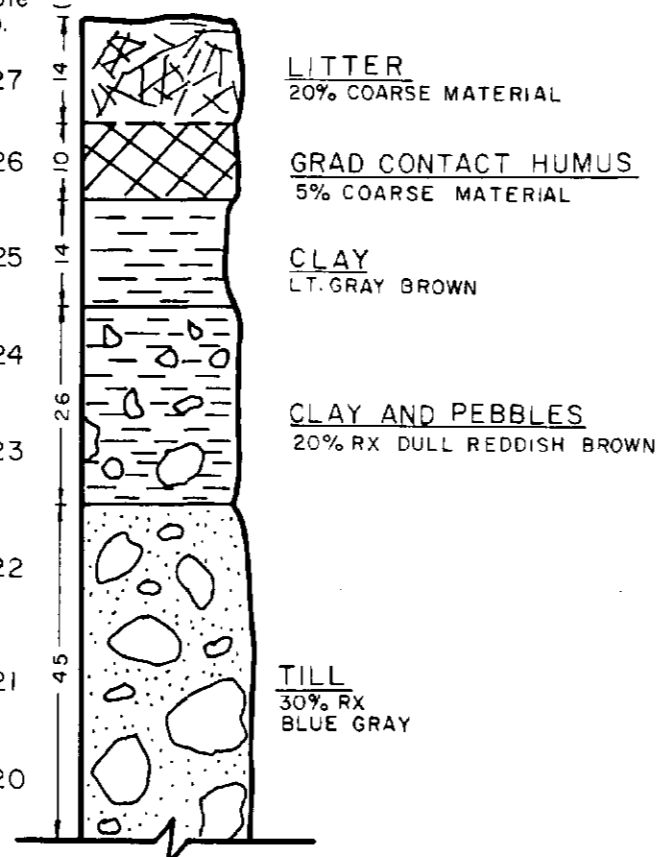 27
14
LITTER
20% COARSE MATERIAL
26
10
GRAD CONTACT HUMUS
5% COARSE MATERIAL
25
14
CLAY
LT. GRAY BROWN
24
26
23
CLAY AND PEBBLES
20% RX DULL REDDISH BROWN
22
21
45
20
TILL
30% RX
BLUE GRAY